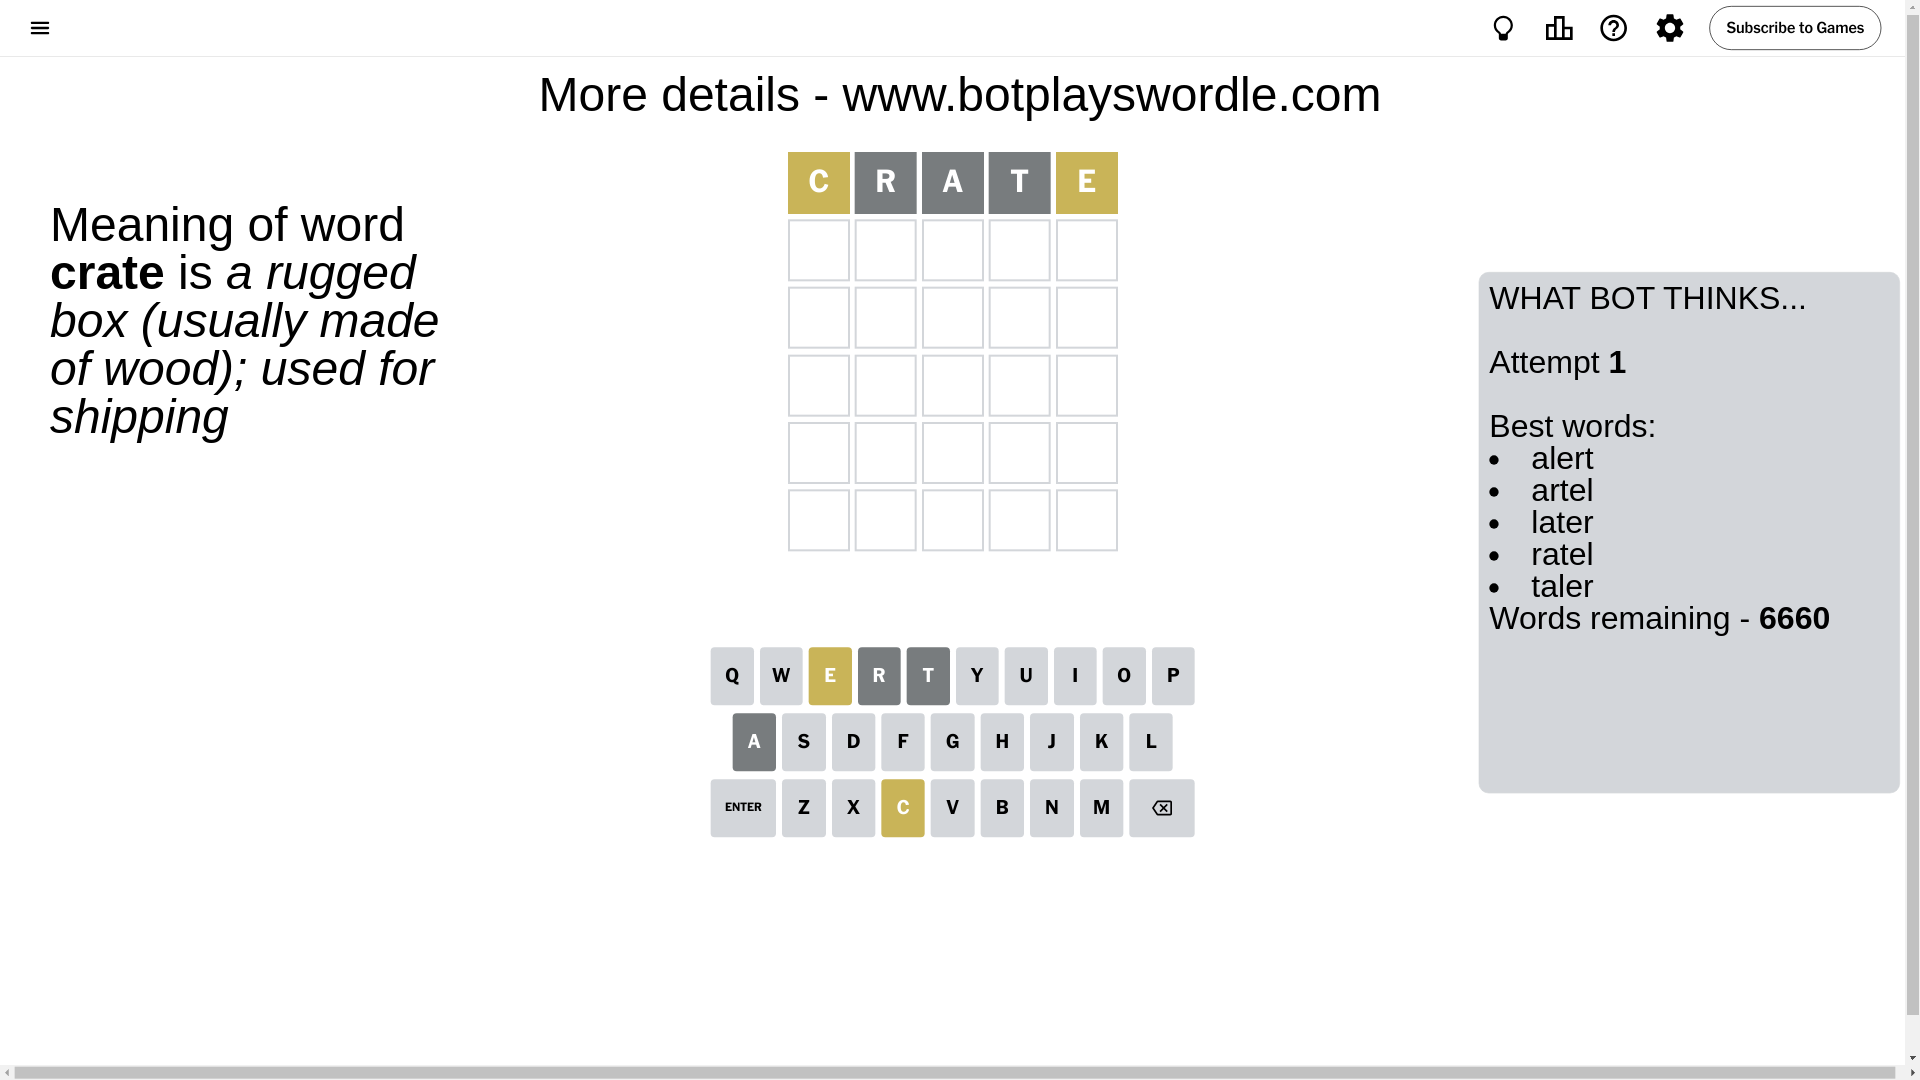 Subscribe to Games
More details - www.botplayswordle.com
Meaning of word
crate is a rugged
box (usually made
of wood); used for
shipping
C R A T E
WHAT BOT THINKS...
Attempt 1
Best words:
• alert
• artel
• later
• ratel
• taler
Words remaining - 6660
Q W E R T Y U I O P
A S D F G H J K L
ENTER Z X C V B N M